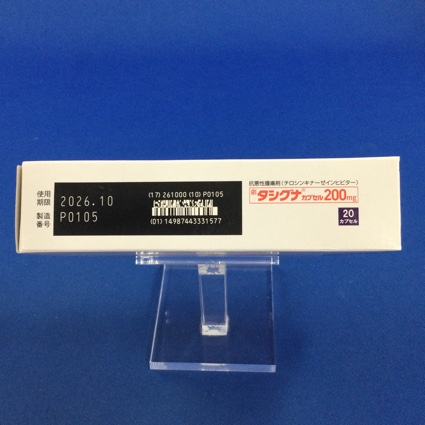 使用
期限
2026.10
製造
番号
P0105
(17) 261000 (10) P0105
(01) 14987443331577
抗悪性腫瘍剤(チロシンキナーゼインヒビター)
劇 タシグナ カプセル 200mg
20
カプセル